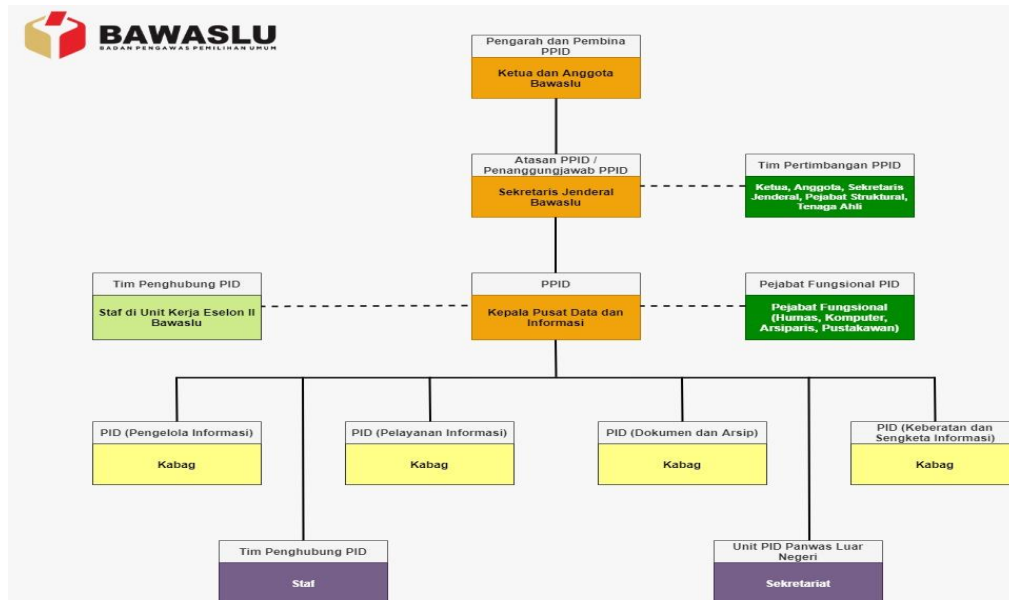 BAWASLU
BADAN PENGAWAS PEMILIHAN UMUM
Pengarah dan Pembina
PPID
Ketua dan Anggota
Bawaslu
Atasan PPID /
Penanggungjawab PPID
Sekretaris Jenderal
Bawaslu
Tim Pertimbangan PPID
Ketua, Anggota, Sekretaris
Jenderal, Pejabat Struktural,
Tenaga Ahli
Tim Penghubung PID
Staf di Unit Kerja Eselon II
Bawaslu
PPID
Kepala Pusat Data dan
Informasi
Pejabat Fungsional PID
Pejabat Fungsional
(Humas, Komputer,
Arsiparis, Pustakawan)
PID (Pengelola Informasi)
Kabag
PID (Pelayanan Informasi)
Kabag
PID (Dokumen dan Arsip)
Kabag
PID (Keberatan dan
Sengketa Informasi)
Kabag
Tim Penghubung PID
Staf
Unit PID Panwas Luar
Negeri
Sekretariat